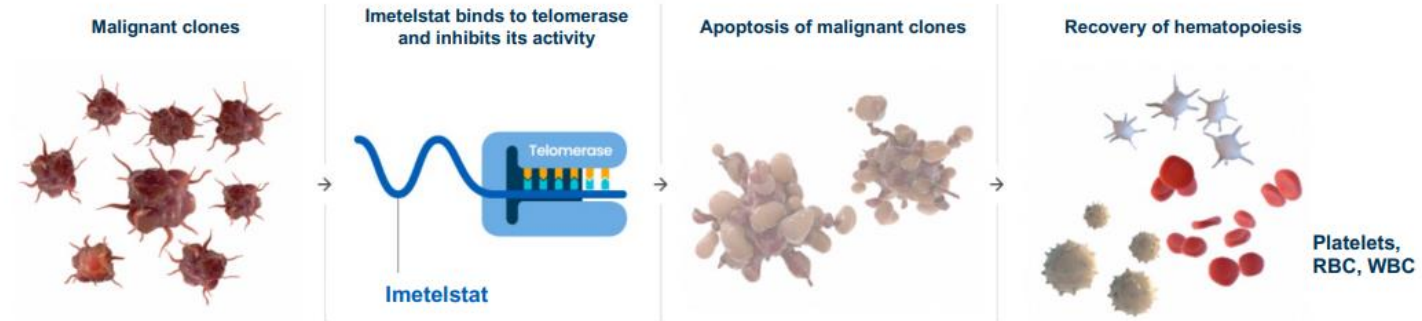 Malignant clones
Imetelstat binds to telomerase
and inhibits its activity
Apoptosis of malignant clones
Recovery of hematopoiesis
Telomerase
Imetelstat
Platelets,
RBC, WBC